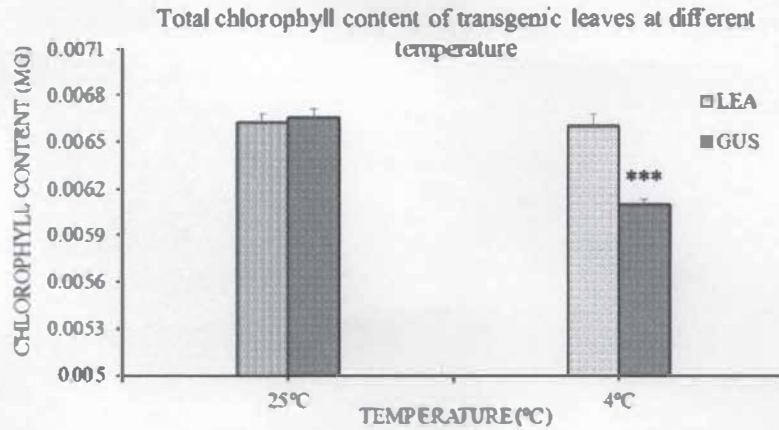 Total chlorophyll content of transgenic leaves at different
temperature
CHLOROPHYLL CONTENT (MG)
0.0071
0.0068
0.0065
0.0062
0.0059
0.0056
0.0053
0.005
LEA
GUS
***
25°C
4°C
TEMPERATURE (°C)